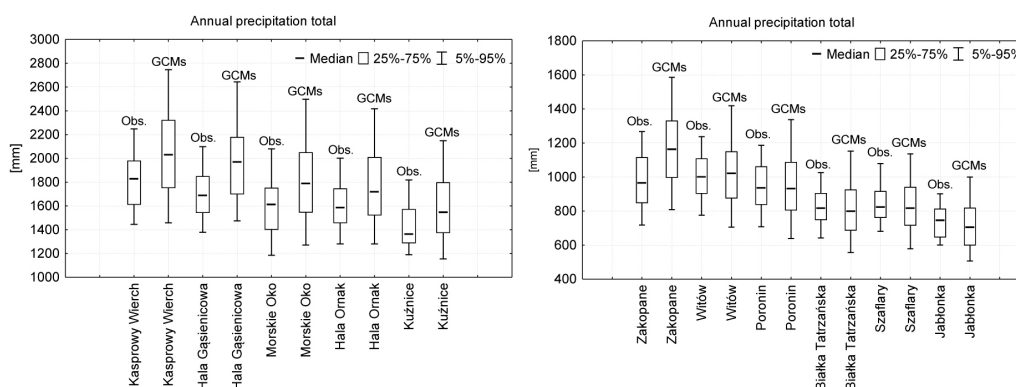 Annual precipitation total
3000
2800
2600
2400
2200
2000
1800
1600
1400
1200
1000
[mm]
Median 25%-75% 5%-95%
Obs.
GCMs
Obs.
GCMs
Obs.
GCMs
Obs.
GCMs
Obs.
GCMs
Kasprowy Wierch
Kasprowy Wierch
Hala Gąsienicowa
Hala Gąsienicowa
Morskie Oko
Morskie Oko
Hala Ornak
Hala Ornak
Kuźnice
Kuźnice
Annual precipitation total
1800
1600
1400
1200
1000
800
600
400
[mm]
Median 25%-75% 5%-95%
Obs.
GCMs
Obs.
GCMs
Obs.
GCMs
Obs.
GCMs
Obs.
GCMs
Obs.
GCMs
Zakopane
Zakopane
Witów
Witów
Poronin
Poronin
Białka Tatrzańska
Białka Tatrzańska
Szaflary
Szaflary
Jabłonka
Jabłonka